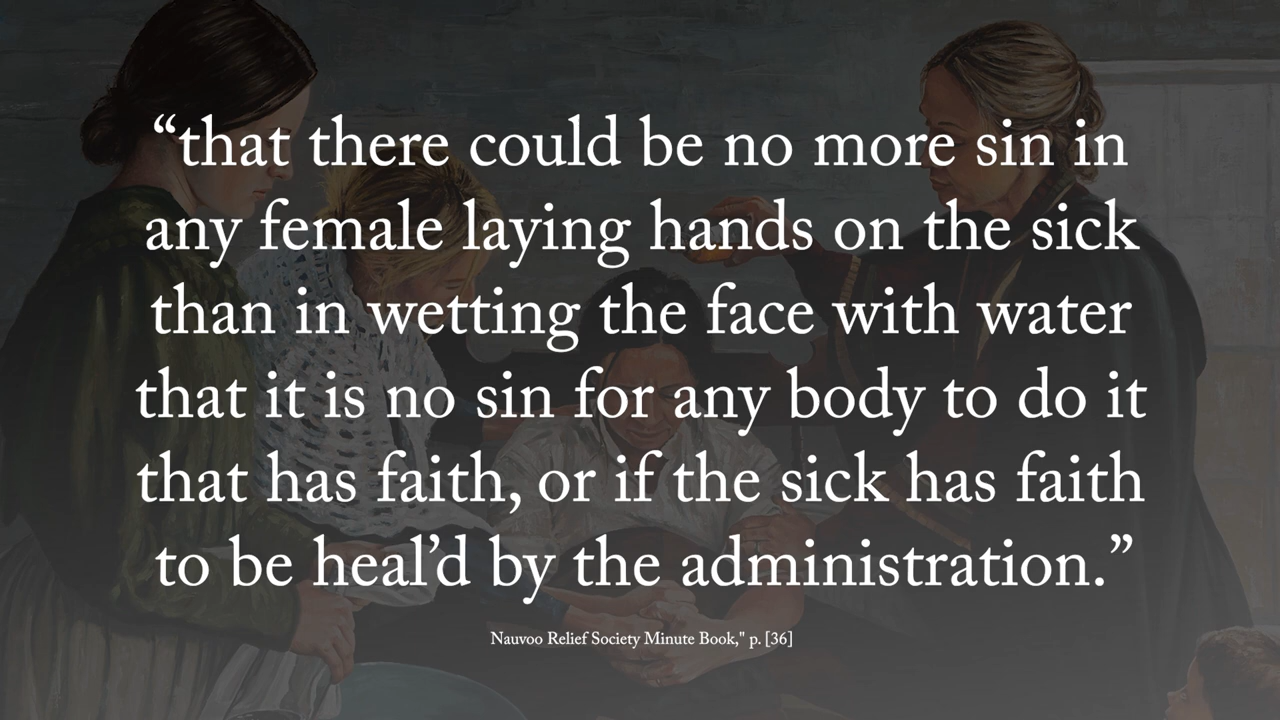 “that there could be no more sin in
any female laying hands on the sick
than in wetting the face with water
that it is no sin for any body to do it
that has faith, or if the sick has faith
to be heal’d by the administration.”
Nauvoo Relief Society Minute Book," p. [36]